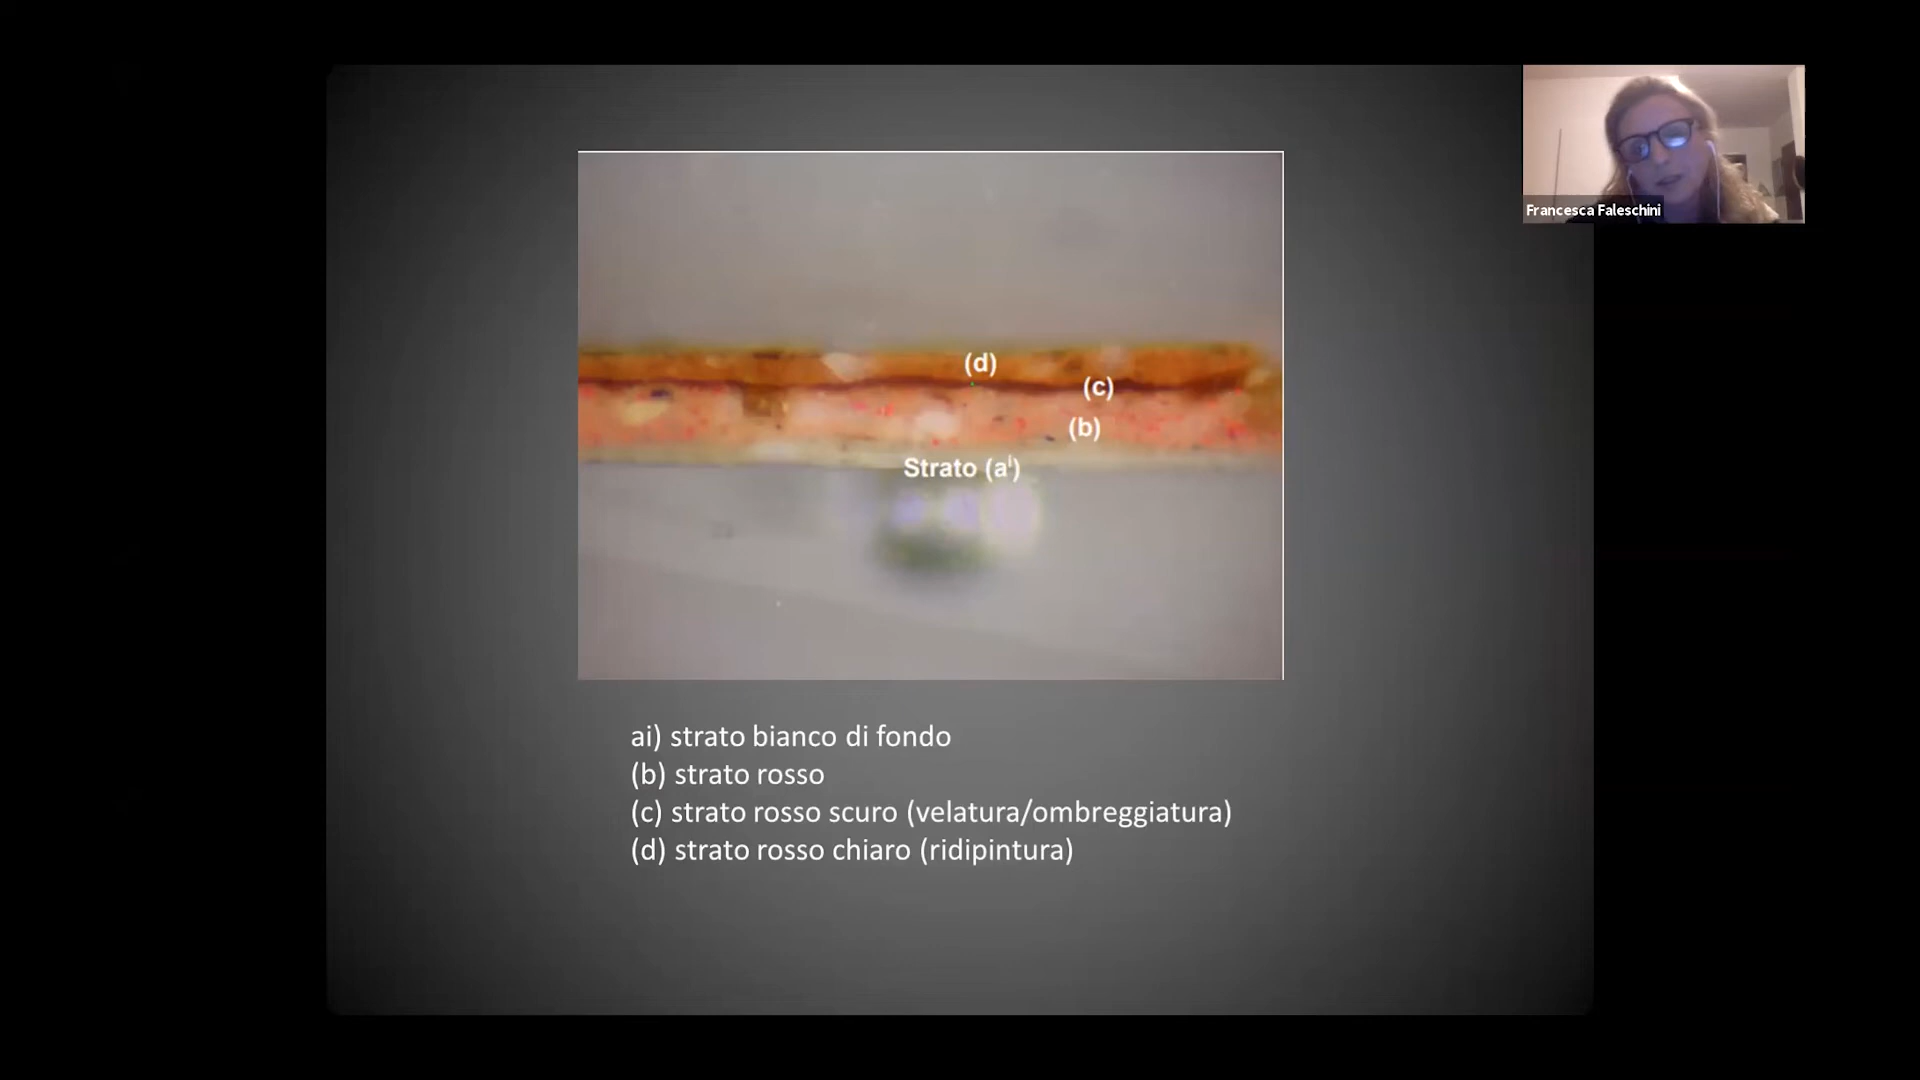 Francesca Faleschini
(d)
(c)
(b)
Strato (aⁱ)
ai) strato bianco di fondo
(b) strato rosso
(c) strato rosso scuro (velatura/ombreggiatura)
(d) strato rosso chiaro (ridipintura)